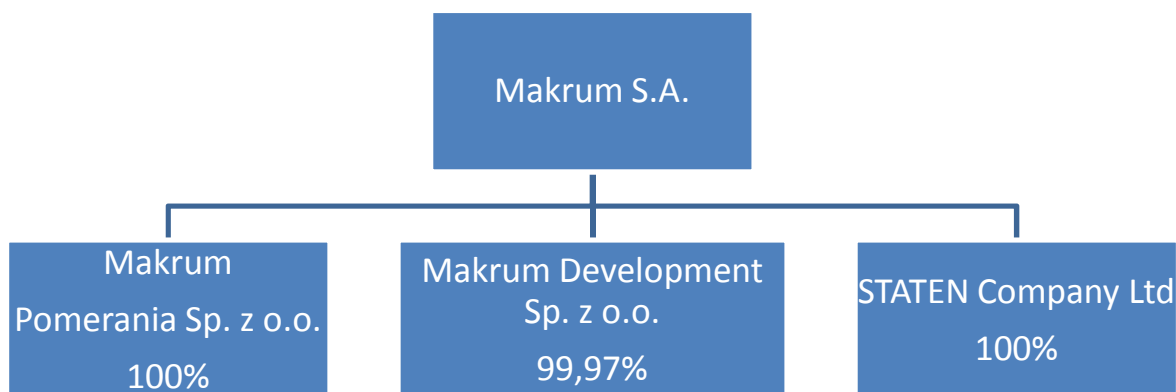 Makrum S.A.
Makrum
Pomerania Sp. z o.o.
100%
Makrum Development
Sp. z o.o.
99,97%
STATEN Company Ltd
100%